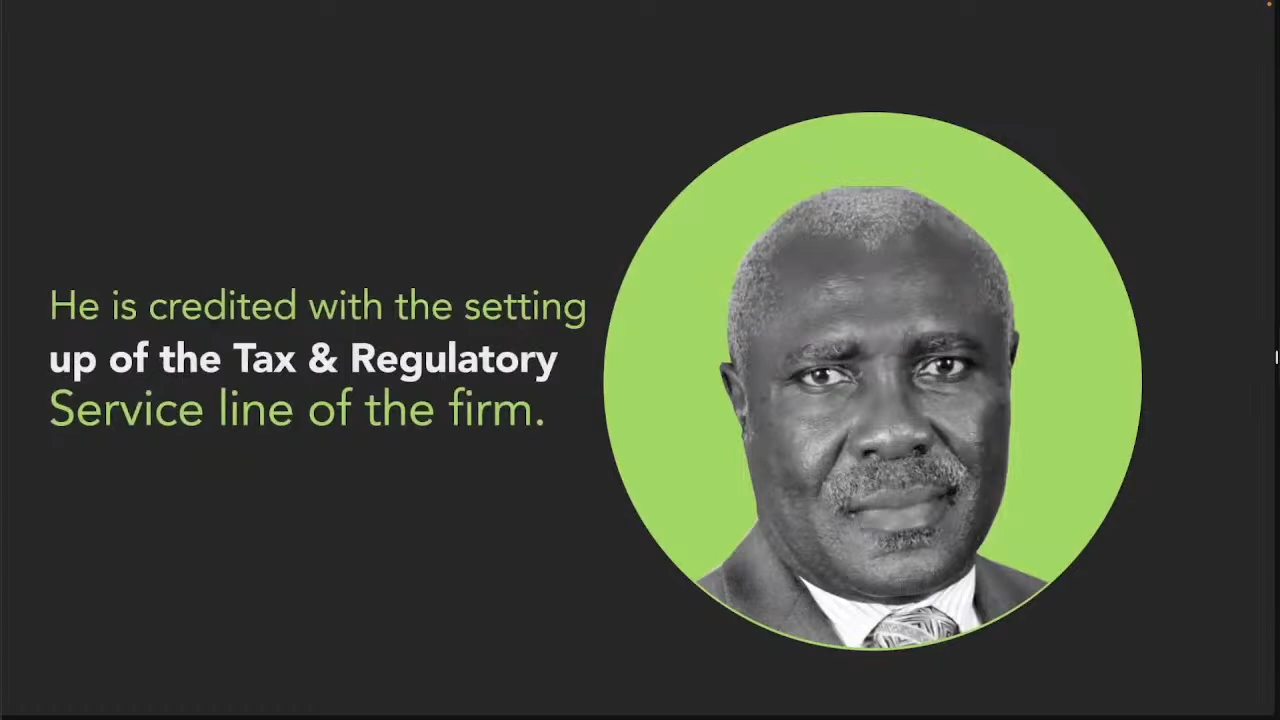 He is credited with the setting
up of the Tax & Regulatory
Service line of the firm.